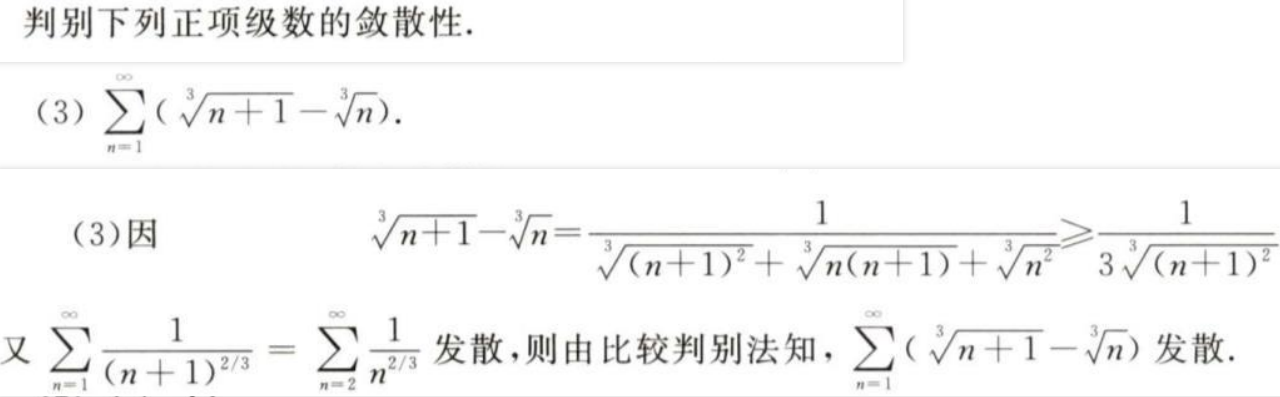 判别下列正项级数的敛散性.
(3) $\sum_{n=1}^{\infty}(\sqrt[3]{n+1}-\sqrt[3]{n})$.
(3)因 $\sqrt[3]{n+1}-\sqrt[3]{n}=\frac{1}{\sqrt[3]{(n+1)^2}+\sqrt[3]{n(n+1)}+\sqrt[3]{n^2}}\geqslant\frac{1}{3\sqrt[3]{(n+1)^2}}$
又 $\sum_{n=1}^{\infty}\frac{1}{(n+1)^{2/3}}=\sum_{n=2}^{\infty}\frac{1}{n^{2/3}}$ 发散,则由比较判别法知, $\sum_{n=1}^{\infty}(\sqrt[3]{n+1}-\sqrt[3]{n})$ 发散.